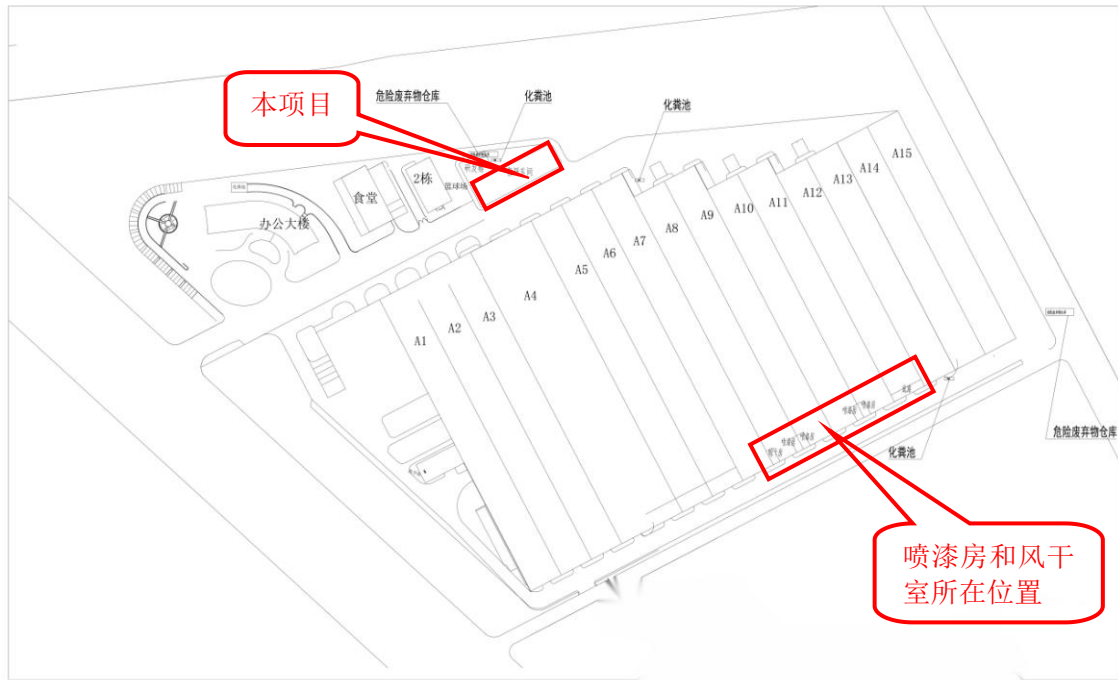 本项目
危险废弃物仓库
化粪池
化粪池
2栋
食堂
篮球场
办公大楼
A15
A14
A13
A12
A11
A10
A9
A8
A7
A6
A5
A4
A3
A2
A1
危险废弃物仓库
化粪池
喷漆房和风干
室所在位置